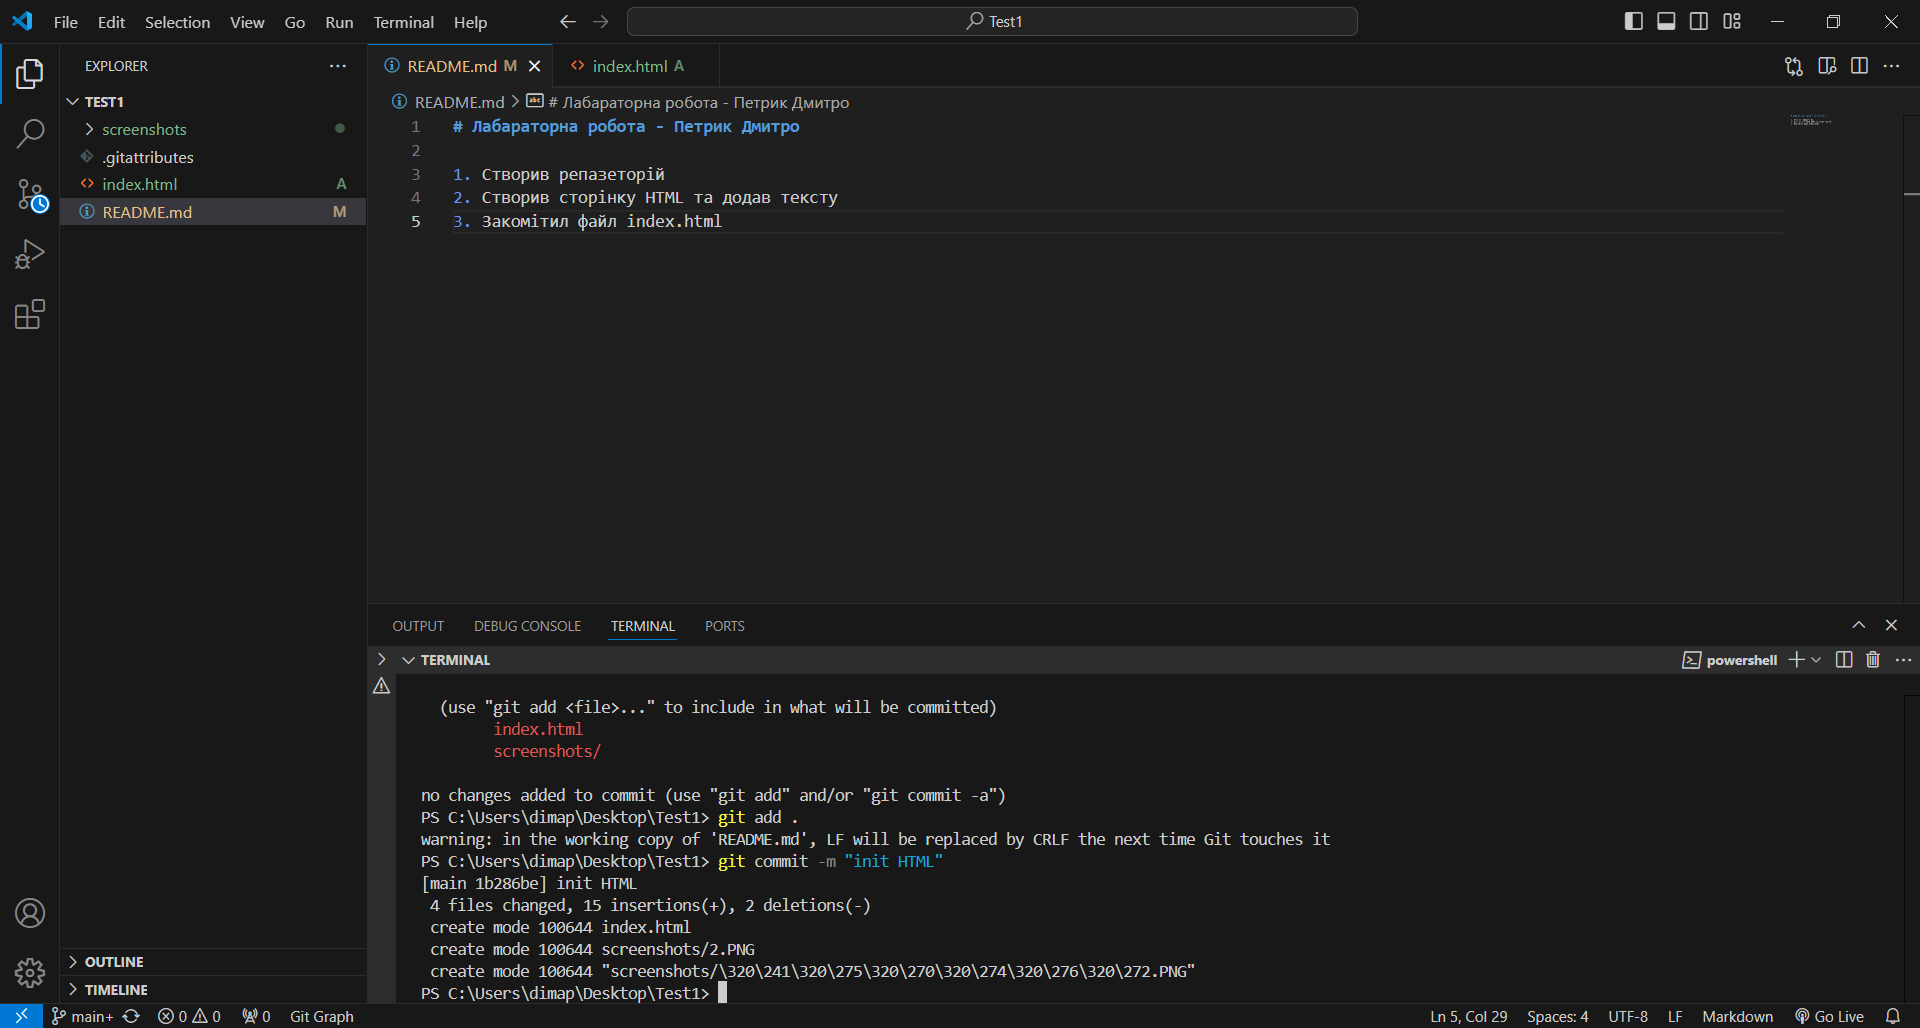 File Edit Selection View Go Run Terminal Help Test1
EXPLORER
TEST1
screenshots
.gitattributes
index.html A
README.md M
OUTLINE
TIMELINE
README.md M index.html A
README.md # Лабараторна робота - Петрик Дмитро
1 # Лабараторна робота - Петрик Дмитро
2
3 1. Створив репазеторій
4 2. Створив сторінку HTML та додав тексту
5 3. Закомітил файл index.html
OUTPUT DEBUG CONSOLE TERMINAL PORTS
TERMINAL powershell
(use "git add <file>..." to include in what will be committed)
index.html
screenshots/
no changes added to commit (use "git add" and/or "git commit -a")
PS C:\Users\dimap\Desktop\Test1> git add .
warning: in the working copy of 'README.md', LF will be replaced by CRLF the next time Git touches it
PS C:\Users\dimap\Desktop\Test1> git commit -m "init HTML"
[main 1b286be] init HTML
4 files changed, 15 insertions(+), 2 deletions(-)
create mode 100644 index.html
create mode 100644 screenshots/2.PNG
create mode 100644 "screenshots/\320\241\320\275\320\270\320\274\320\276\320\272.PNG"
PS C:\Users\dimap\Desktop\Test1>
main+ 0 0 0 Git Graph Ln 5, Col 29 Spaces: 4 UTF-8 LF Markdown Go Live